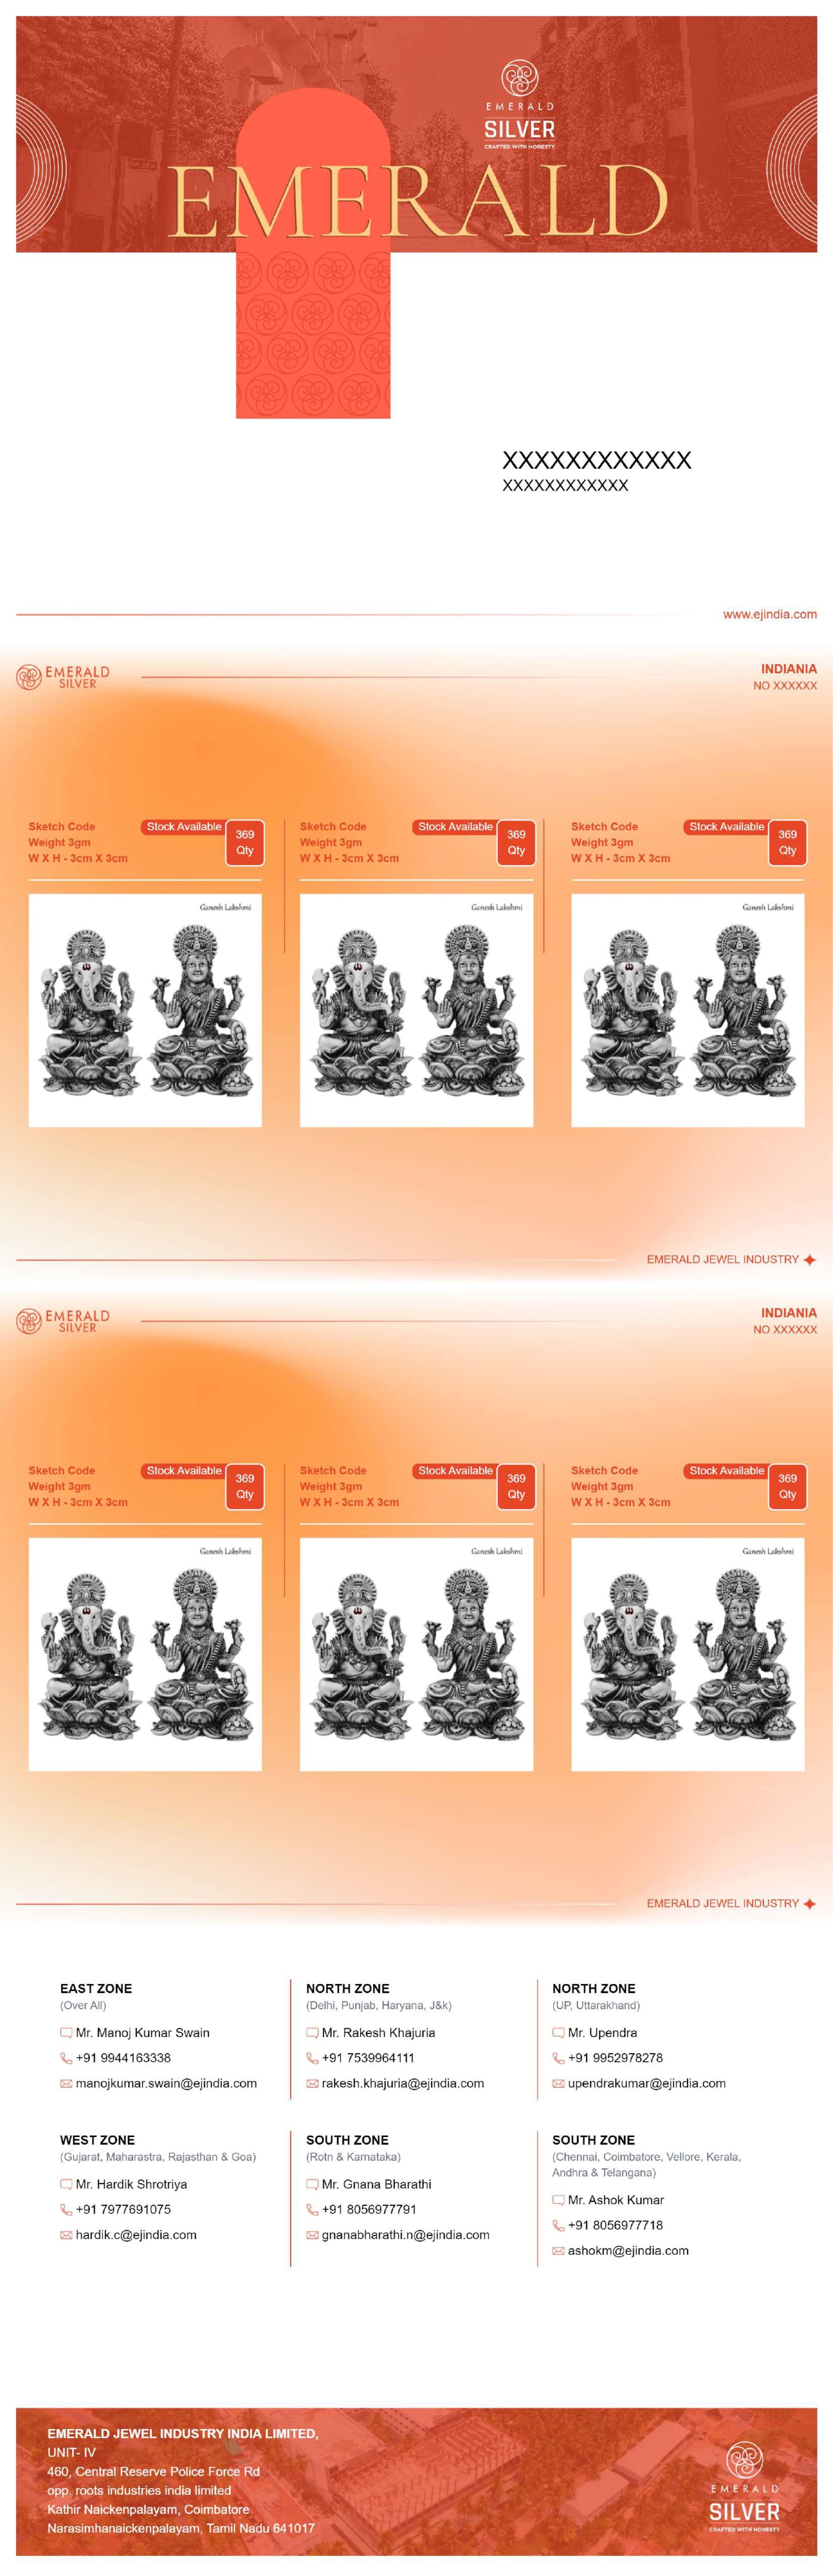 EMERALD
SILVER
CRAFTED WITH HONESTY
EMERALD
XXXXXXXXXXXX
XXXXXXXXXXXX
www.ejindia.com
EMERALD
SILVER
INDIANIA
NO XXXXXX
Sketch Code
Weight 3gm
W X H - 3cm X 3cm
Stock Available
369
Qty
Sketch Code
Weight 3gm
W X H - 3cm X 3cm
Stock Available
369
Qty
Sketch Code
Weight 3gm
W X H - 3cm X 3cm
Stock Available
369
Qty
Ganesh Lakshmi
Ganesh Lakshmi
Ganesh Lakshmi
EMERALD JEWEL INDUSTRY
EMERALD
SILVER
INDIANIA
NO XXXXXX
Sketch Code
Weight 3gm
W X H - 3cm X 3cm
Stock Available
369
Qty
Sketch Code
Weight 3gm
W X H - 3cm X 3cm
Stock Available
369
Qty
Sketch Code
Weight 3gm
W X H - 3cm X 3cm
Stock Available
369
Qty
Ganesh Lakshmi
Ganesh Lakshmi
Ganesh Lakshmi
EMERALD JEWEL INDUSTRY
EAST ZONE
(Over All)
Mr. Manoj Kumar Swain
+91 9944163338
manojkumar.swain@ejindia.com
NORTH ZONE
(Delhi, Punjab, Haryana, J&k)
Mr. Rakesh Khajuria
+91 7539964111
rakesh.khajuria@ejindia.com
NORTH ZONE
(UP, Uttarakhand)
Mr. Upendra
+91 9952978278
upendrakumar@ejindia.com
WEST ZONE
(Gujarat, Maharastra, Rajasthan & Goa)
Mr. Hardik Shrotriya
+91 7977691075
hardik.c@ejindia.com
SOUTH ZONE
(Rotn & Karnataka)
Mr. Gnana Bharathi
+91 8056977791
gnanabharathi.n@ejindia.com
SOUTH ZONE
(Chennai, Coimbatore, Vellore, Kerala,
Andhra & Telangana)
Mr. Ashok Kumar
+91 8056977718
ashokm@ejindia.com
EMERALD JEWEL INDUSTRY INDIA LIMITED,
UNIT- IV
460, Central Reserve Police Force Rd
opp. roots industries india limited
Kathir Naickenpalayam, Coimbatore
Narasimhanaickenpalayam, Tamil Nadu 641017
EMERALD
SILVER
CRAFTED WITH HONESTY